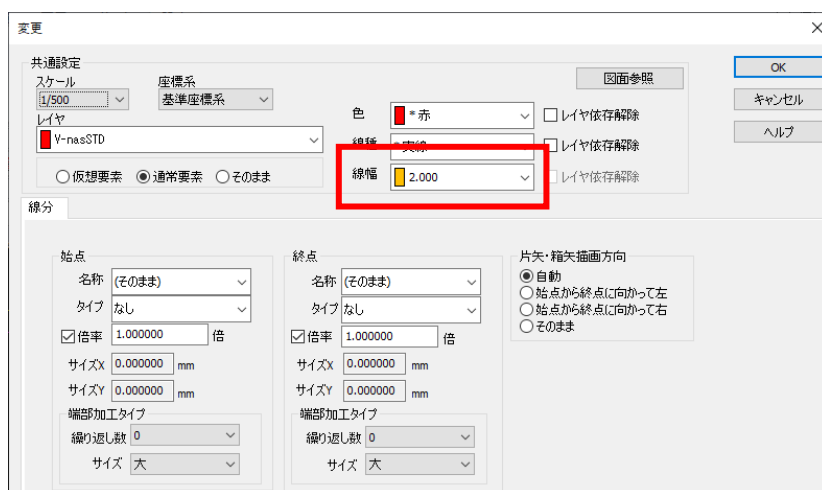 変更
共通設定
スケール 座標系 図面参照 OK
1/500 基準座標系 キャンセル
レイヤ 色 *赤 レイヤ依存解除
V-nasSTD 線種 *実線 レイヤ依存解除 ヘルプ
仮想要素 通常要素 そのまま 線幅 2.000 レイヤ依存解除
線分
始点 終点 片矢・箱矢描画方向
名称 (そのまま) 名称 (そのまま) 自動
タイプ なし タイプ なし 始点から終点に向かって左
倍率 1.000000 倍 倍率 1.000000 倍 始点から終点に向かって右
そのまま
サイズX 0.000000 mm サイズX 0.000000 mm
サイズY 0.000000 mm サイズY 0.000000 mm
端部加工タイプ 端部加工タイプ
繰り返し数 0 繰り返し数 0
サイズ 大 サイズ 大